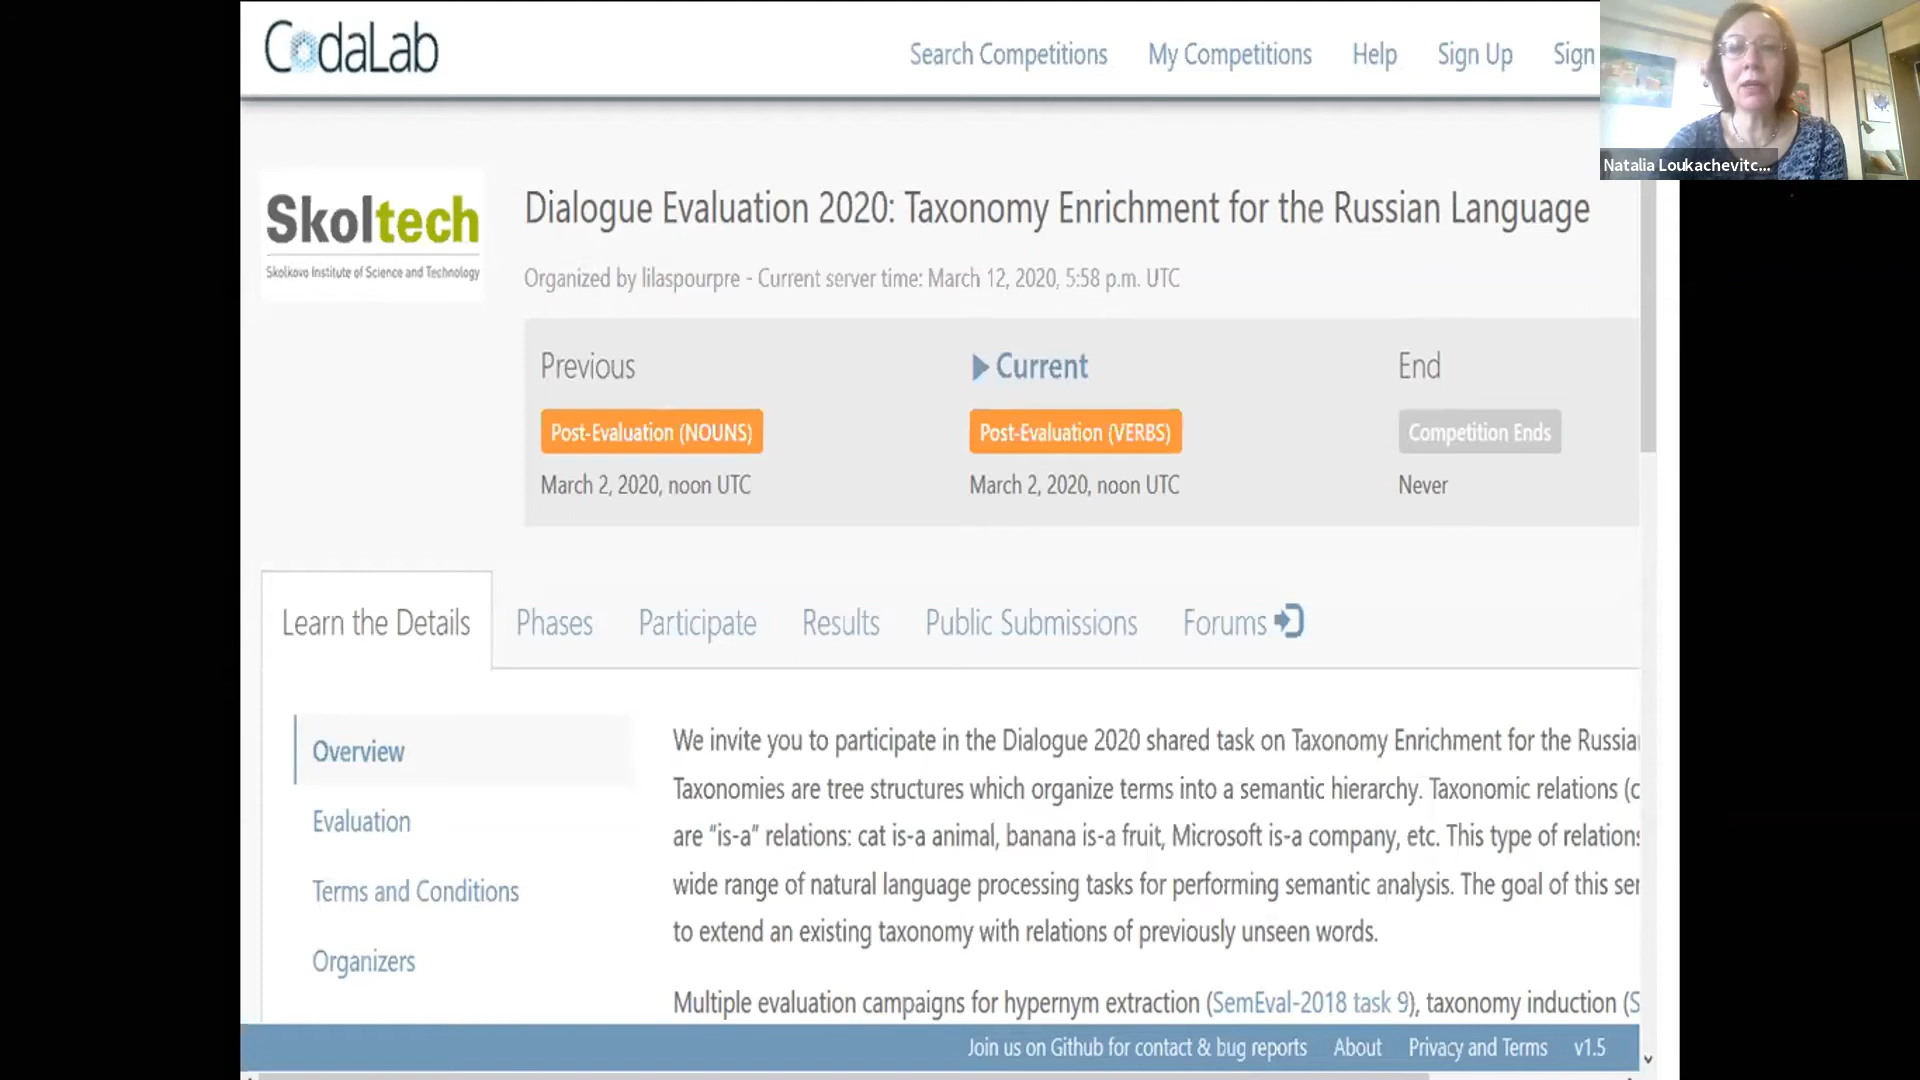 CodaLab
Search Competitions My Competitions Help Sign Up Sign
Natalia Loukachevitc...
Skoltech
Skolkovo Institute of Science and Technology
Dialogue Evaluation 2020: Taxonomy Enrichment for the Russian Language
Organized by lilaspourpre - Current server time: March 12, 2020, 5:58 p.m. UTC
Previous Current End
Post-Evaluation (NOUNS) Post-Evaluation (VERBS) Competition Ends
March 2, 2020, noon UTC March 2, 2020, noon UTC Never
Learn the Details Phases Participate Results Public Submissions Forums
Overview
Evaluation
Terms and Conditions
Organizers
We invite you to participate in the Dialogue 2020 shared task on Taxonomy Enrichment for the Russia
Taxonomies are tree structures which organize terms into a semantic hierarchy. Taxonomic relations (c
are “is-a” relations: cat is-a animal, banana is-a fruit, Microsoft is-a company, etc. This type of relations
wide range of natural language processing tasks for performing semantic analysis. The goal of this ser
to extend an existing taxonomy with relations of previously unseen words.
Multiple evaluation campaigns for hypernym extraction (SemEval-2018 task 9), taxonomy induction (S
Join us on Github for contact & bug reports About Privacy and Terms v1.5